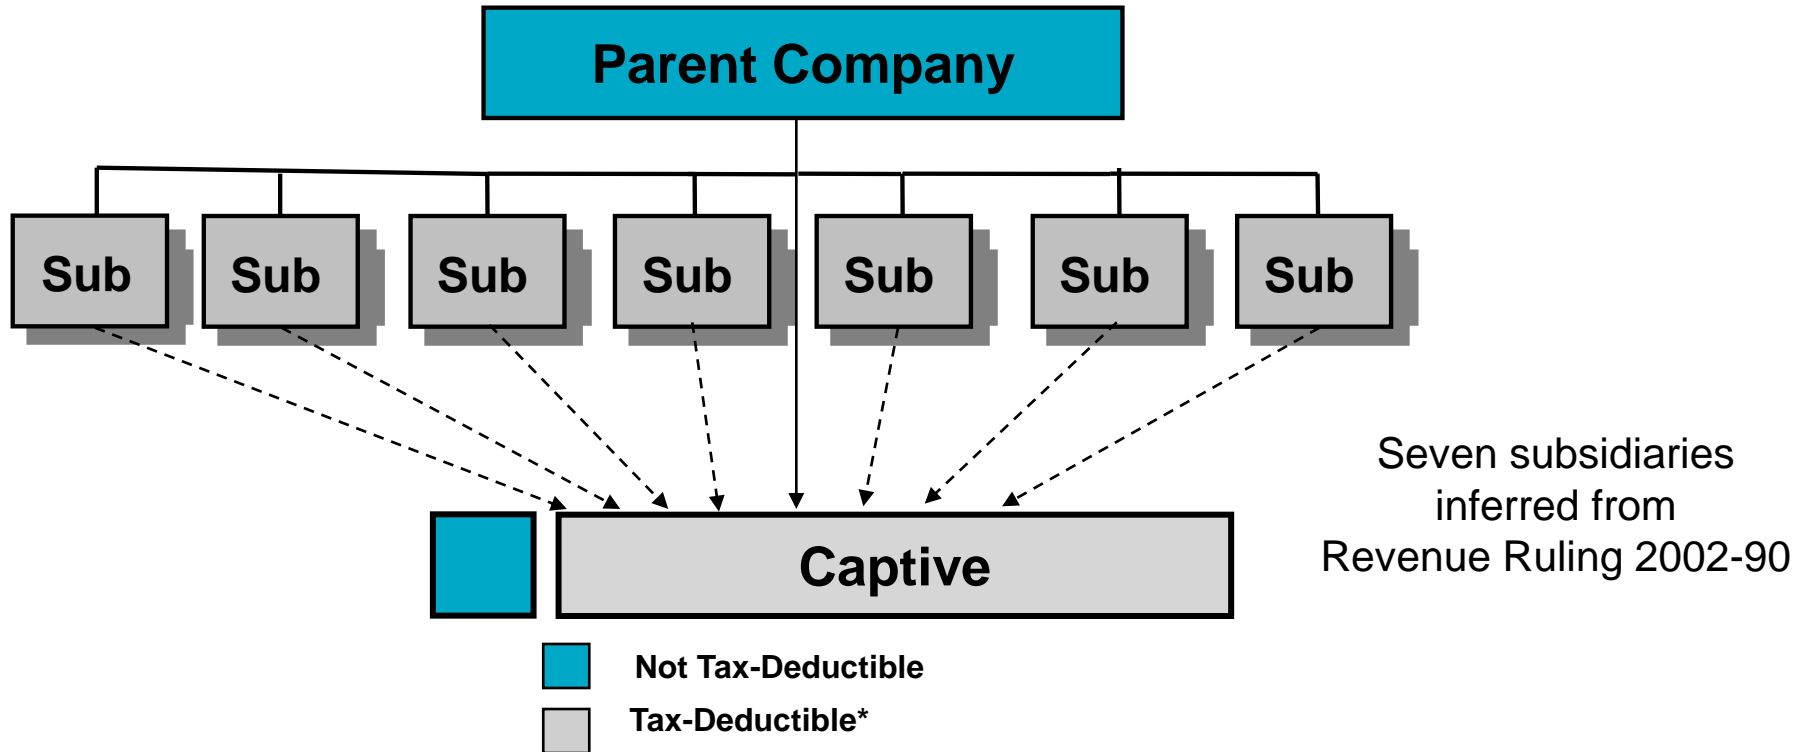 Parent Company
Sub Sub Sub Sub Sub Sub Sub
Seven subsidiaries
inferred from
Revenue Ruling 2002-90
Captive
Not Tax-Deductible
Tax-Deductible*